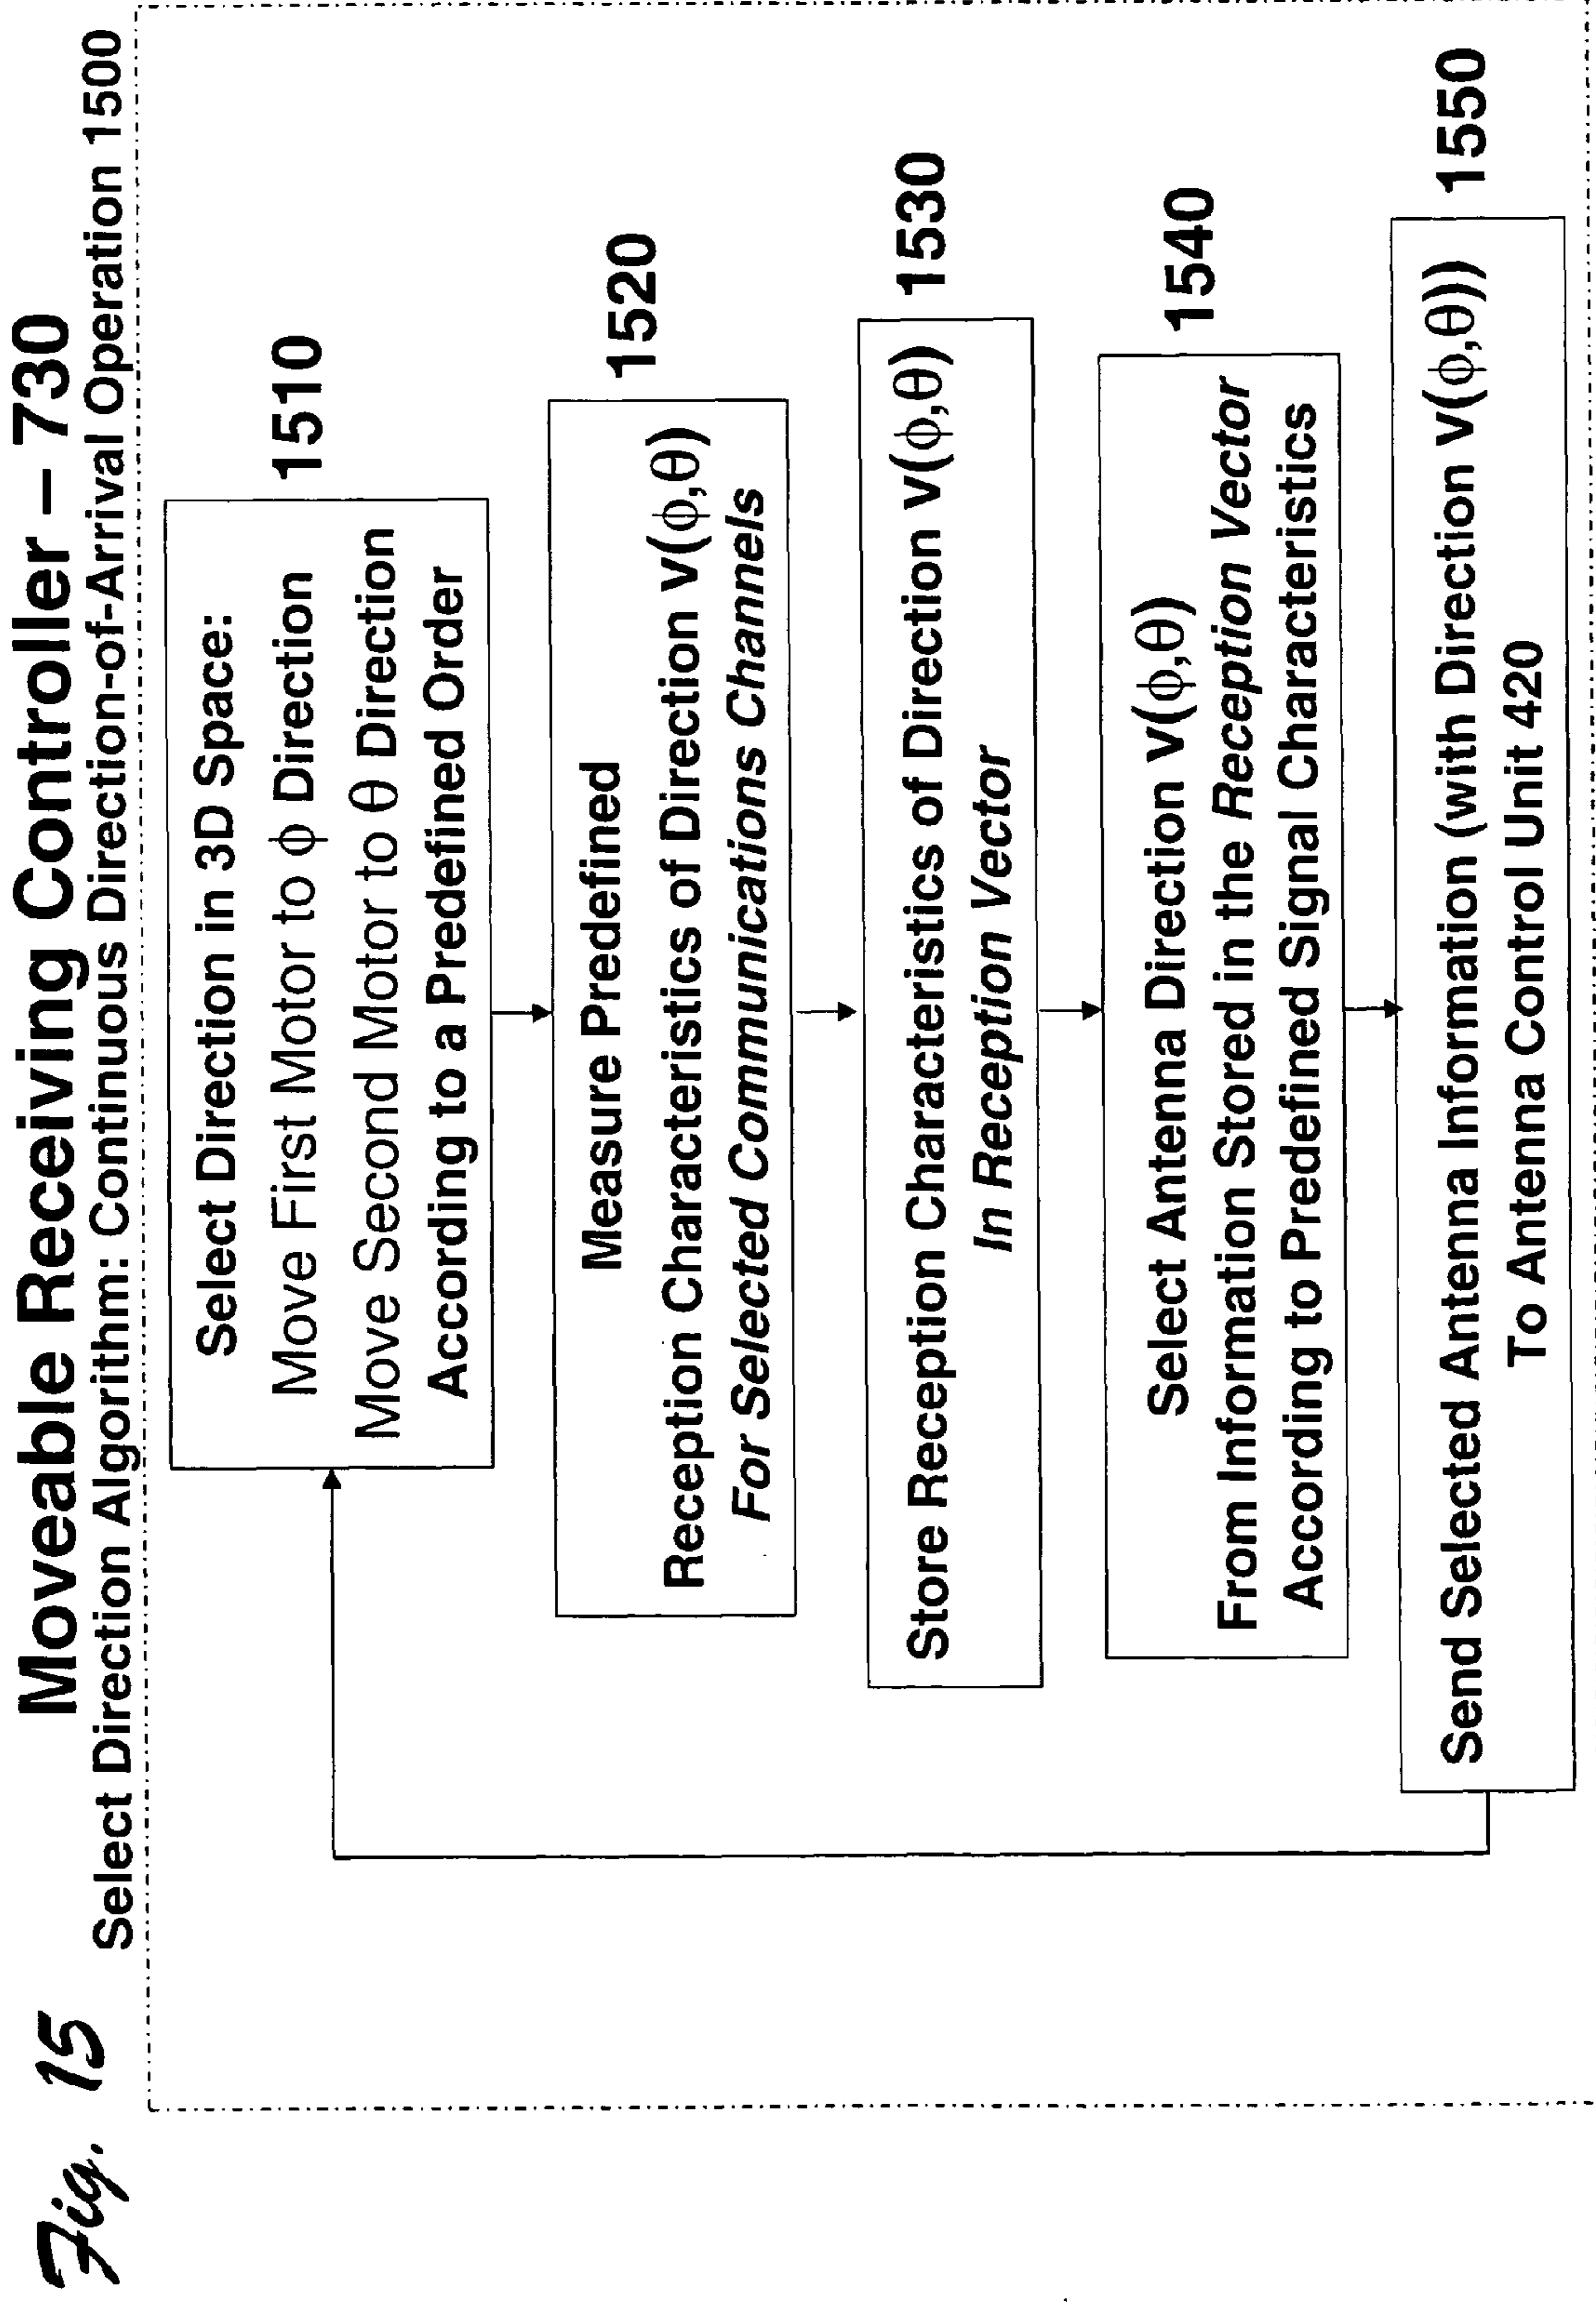 Fig. 15
Moveable Receiving Controller – 730
Select Direction Algorithm: Continuous Direction-of-Arrival Operation 1500
Select Direction in 3D Space:
Move First Motor to ϕ Direction
Move Second Motor to θ Direction
According to a Predefined Order
1510
Measure Predefined
Reception Characteristics of Direction v(ϕ,θ)
For Selected Communications Channels
1520
Store Reception Characteristics of Direction v(ϕ,θ)
In Reception Vector
1530
Select Antenna Direction v(ϕ,θ)
From Information Stored in the Reception Vector
According to Predefined Signal Characteristics
1540
Send Selected Antenna Information (with Direction v(ϕ,θ))
To Antenna Control Unit 420
1550